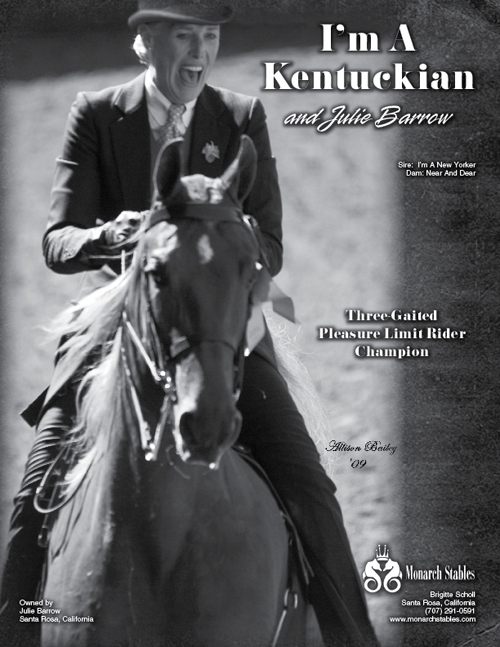 I'm A
Kentuckian
and Julie Barrow
Sire: I'm A New Yorker
Dam: Near And Dear
Three-Gaited
Pleasure Limit Rider
Champion
Allison Bailey
'09
Monarch Stables
Brigitte Scholl
Santa Rosa, California
(707) 291-0591
www.monarchstables.com
Owned by
Julie Barrow
Santa Rosa, California